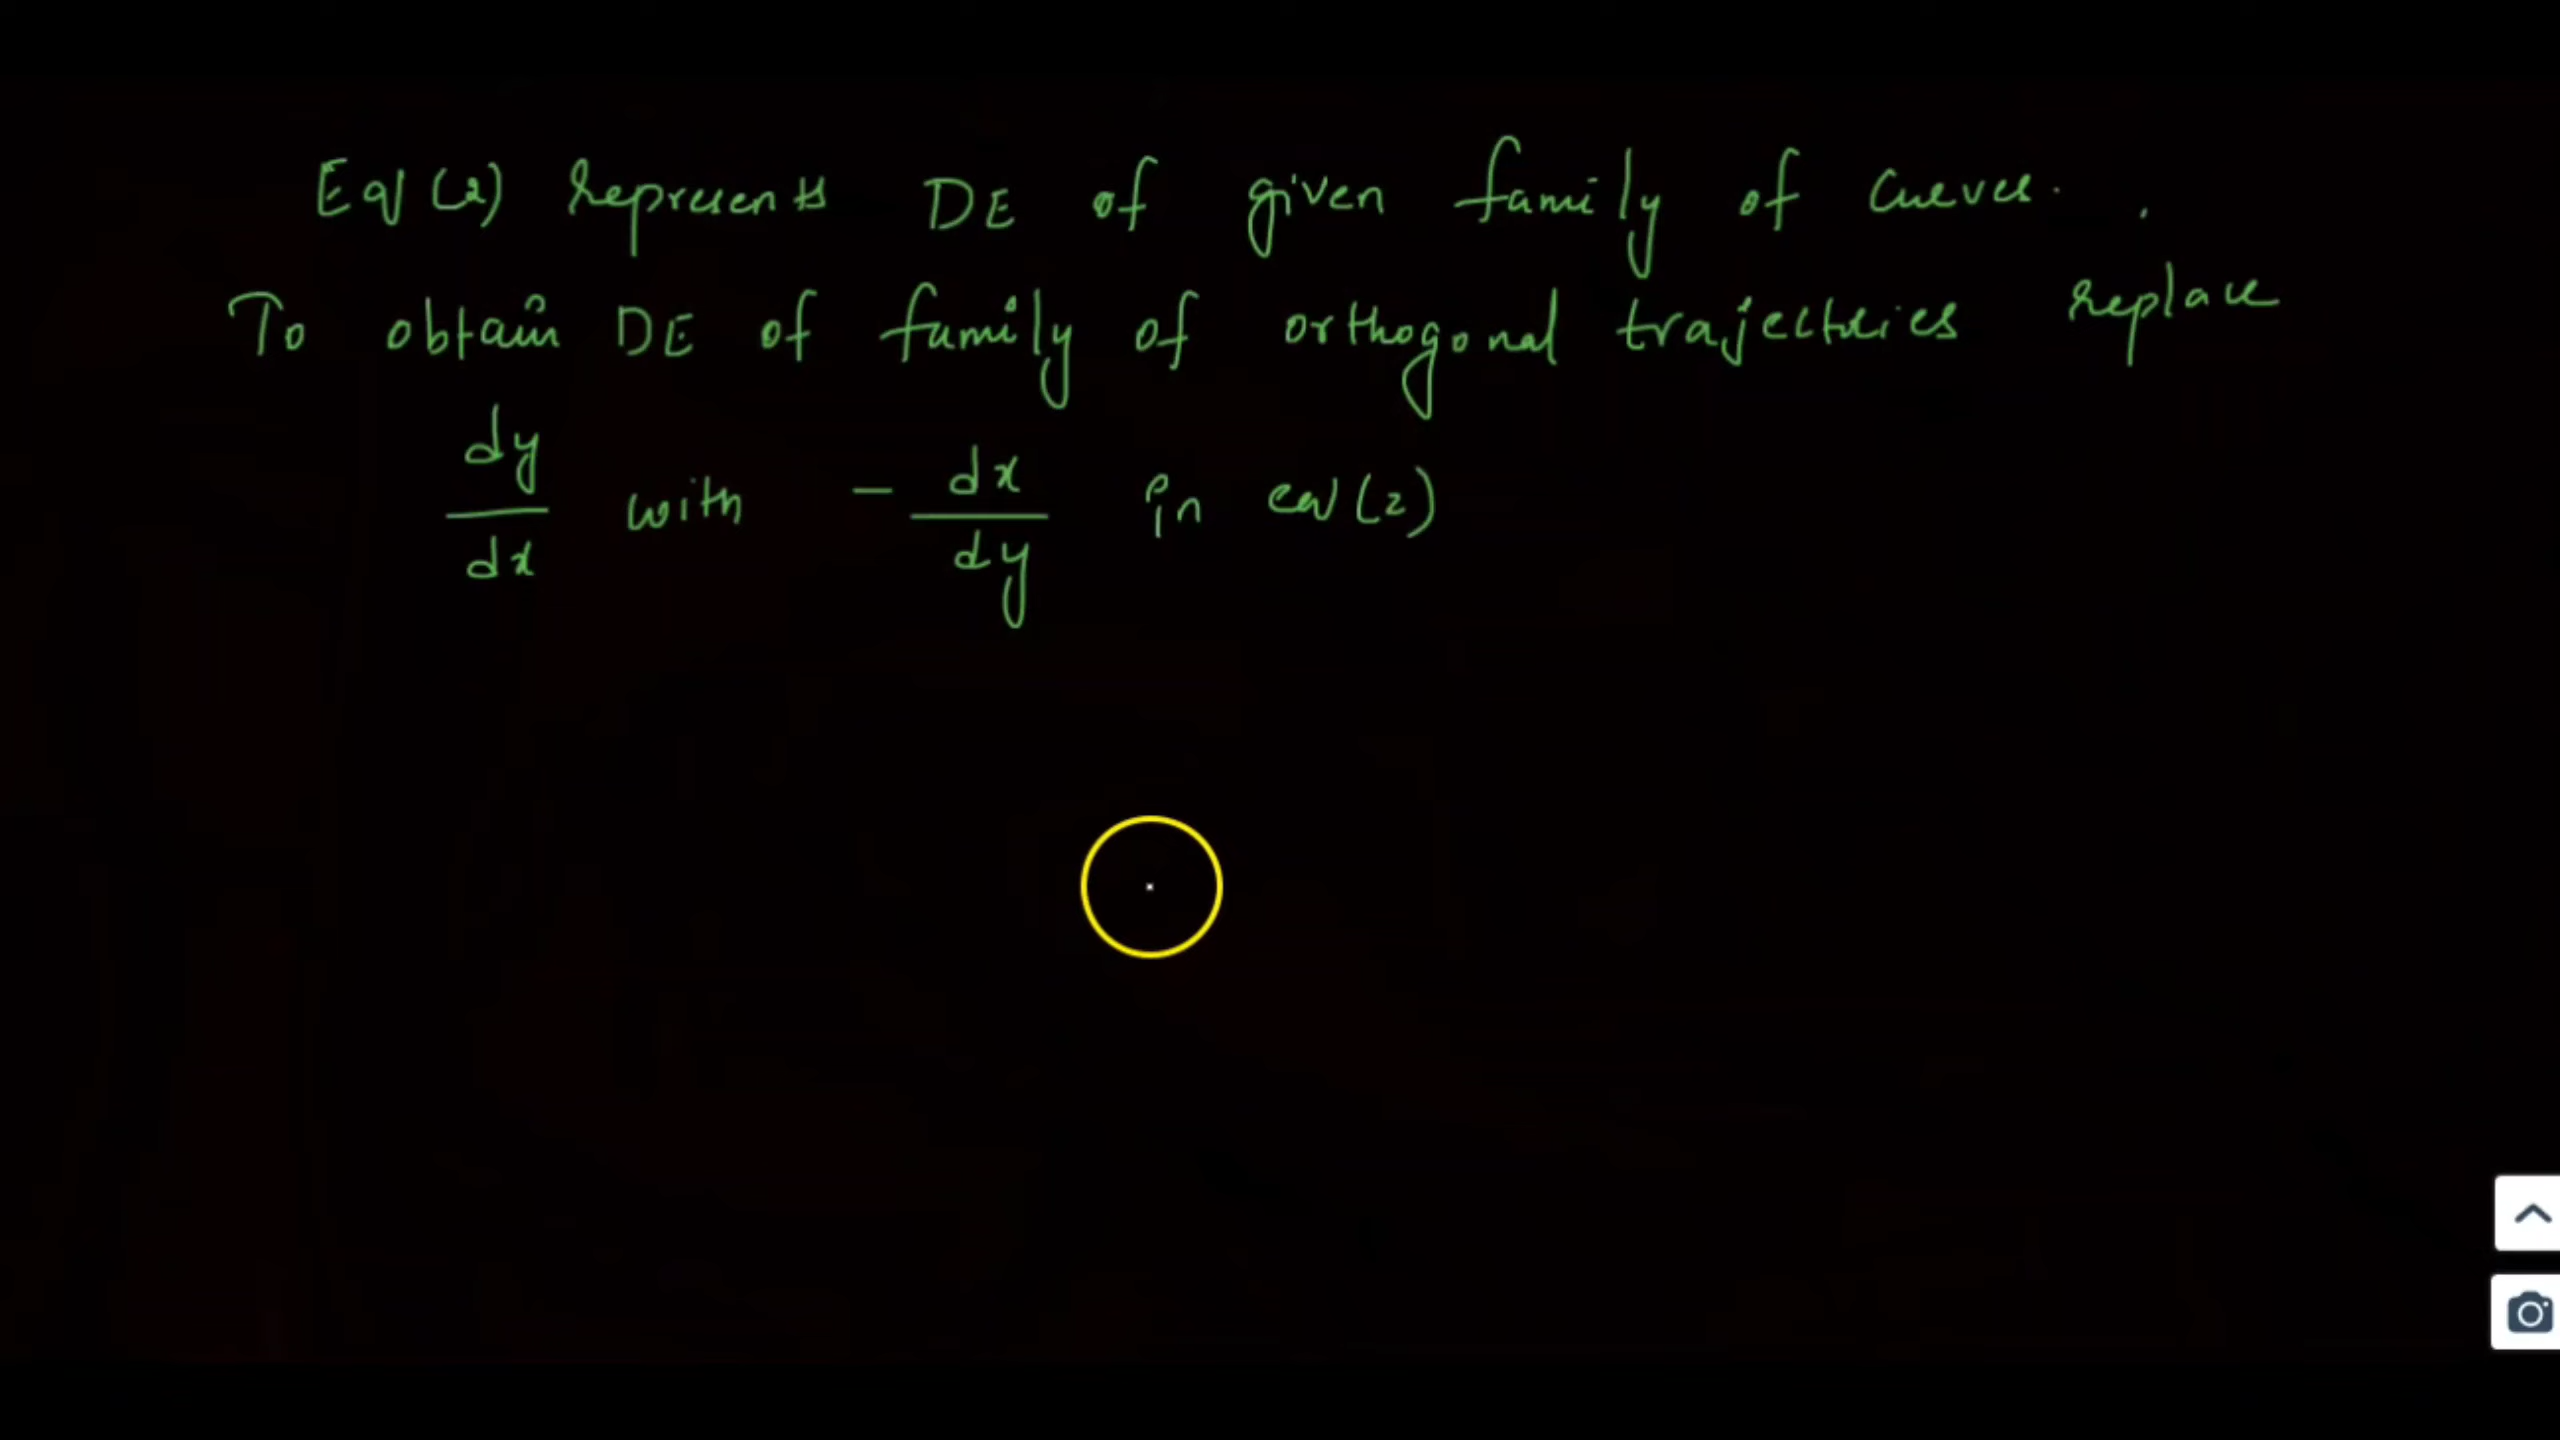 Eq (2) represents DE of given family of curves.
To obtain DE of family of orthogonal trajectories replace
dy/dx with - dx/dy in eq (2)